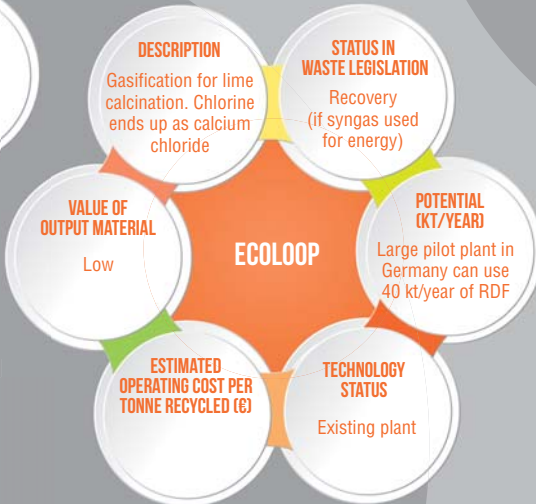 DESCRIPTION
Gasification for lime
calcination. Chlorine
ends up as calcium
chloride
STATUS IN
WASTE LEGISLATION
Recovery
(if syngas used
for energy)
VALUE OF
OUTPUT MATERIAL
Low
ECOLOOP
POTENTIAL
(KT/YEAR)
Large pilot plant in
Germany can use
40 kt/year of RDF
ESTIMATED
OPERATING COST PER
TONNE RECYCLED (€)
TECHNOLOGY
STATUS
Existing plant